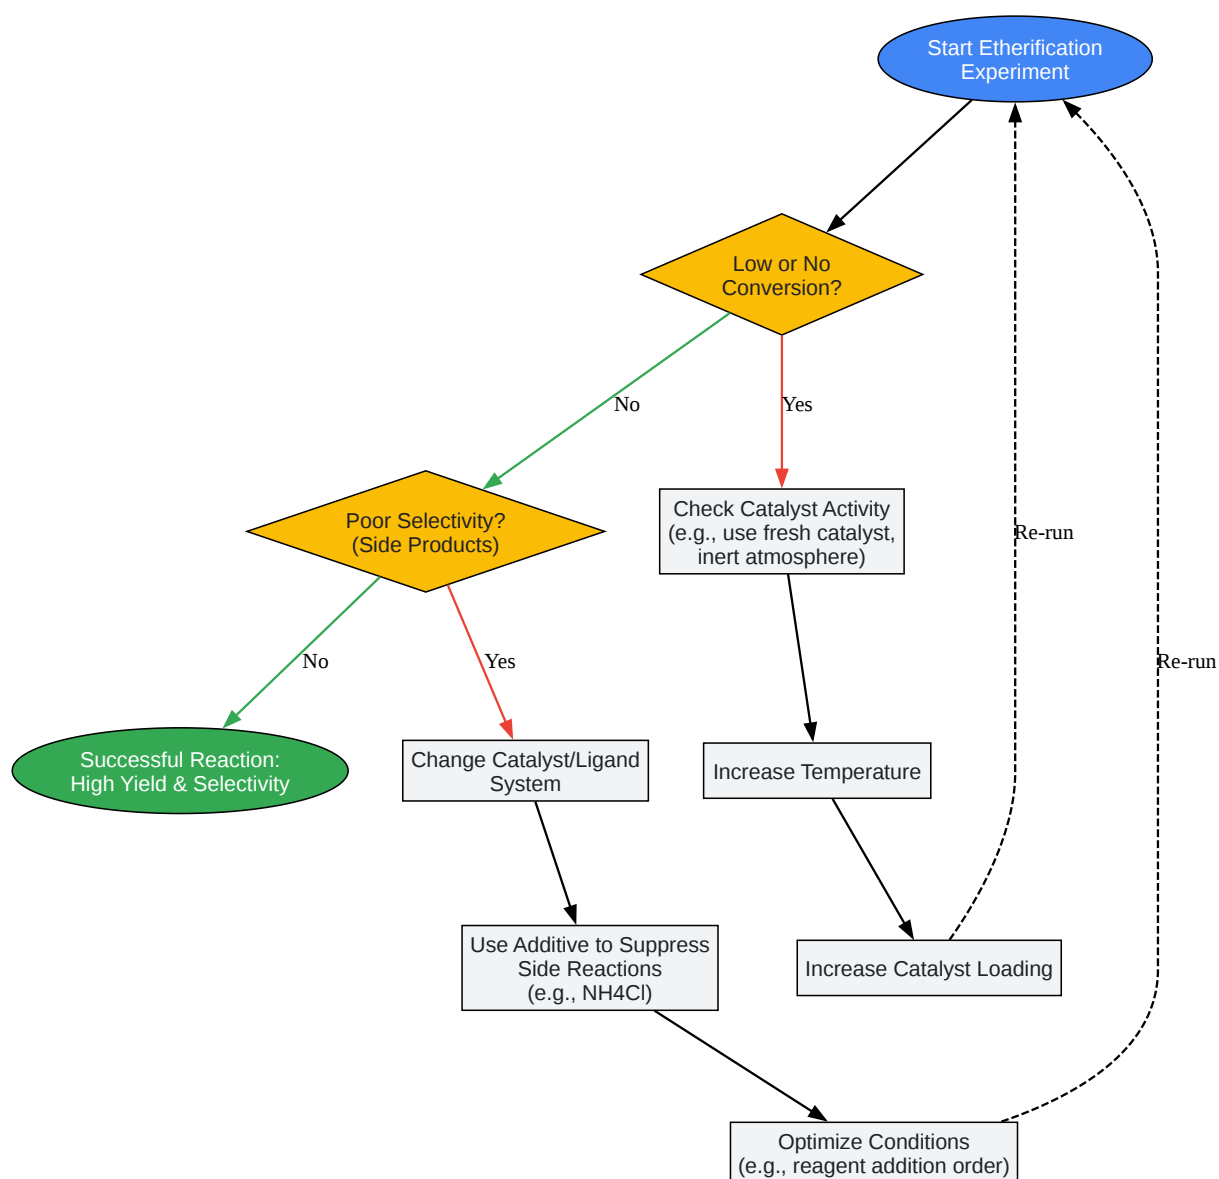 Start Etherification
Experiment
Low or No
Conversion?
No
Yes
Poor Selectivity?
(Side Products)
Check Catalyst Activity
(e.g., use fresh catalyst,
inert atmosphere)
Re-run
No
Yes
Re-run
Successful Reaction:
High Yield & Selectivity
Change Catalyst/Ligand
System
Increase Temperature
Use Additive to Suppress
Side Reactions
(e.g., NH4Cl)
Increase Catalyst Loading
Optimize Conditions
(e.g., reagent addition order)